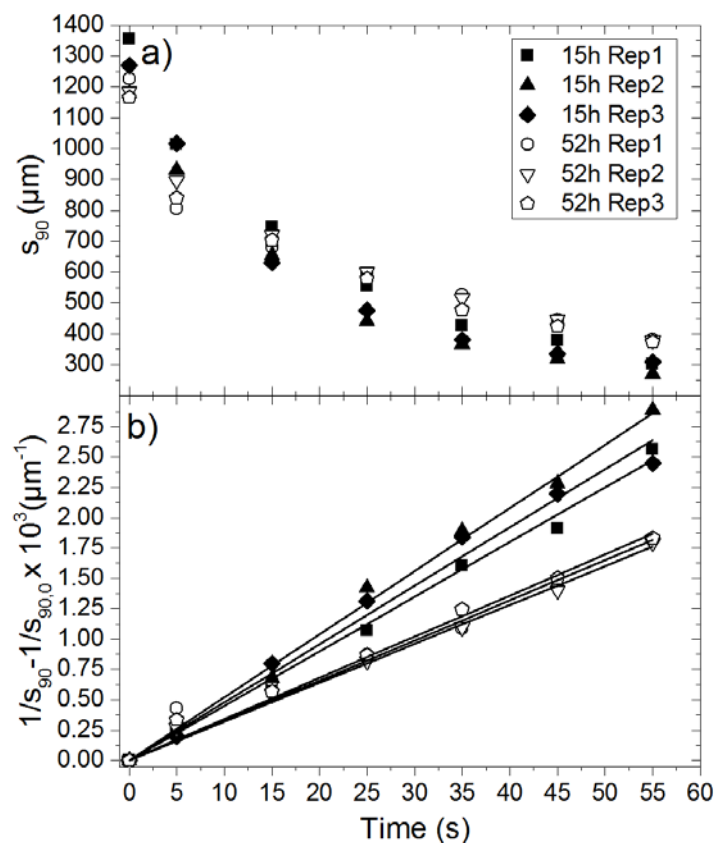 1400
1300
1200
1100
1000
900
800
700
600
500
400
300
s90 (μm)
a)
15h Rep1
15h Rep2
15h Rep3
52h Rep1
52h Rep2
52h Rep3
b)
2.75
2.50
2.25
2.00
1.75
1.50
1.25
1.00
0.75
0.50
0.25
0.00
1/s90-1/s90,0 x 10³(μm⁻¹)
0 5 10 15 20 25 30 35 40 45 50 55 60
Time (s)